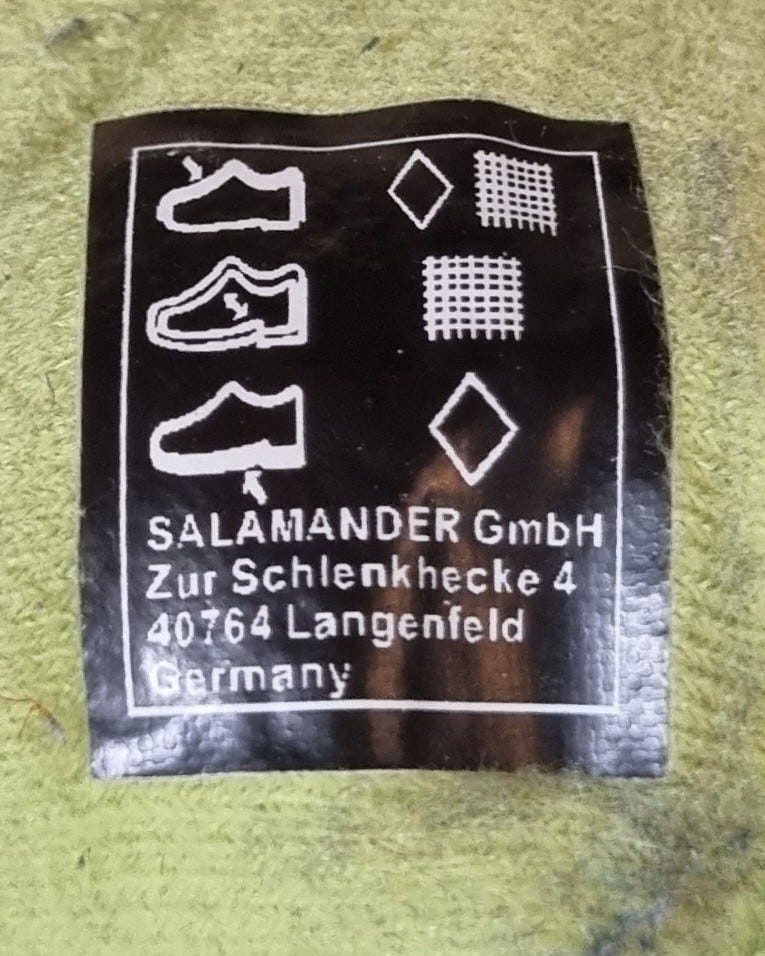 SALAMANDER GmbH
Zur Schlenkhecke 4
40764 Langenfeld
Germany